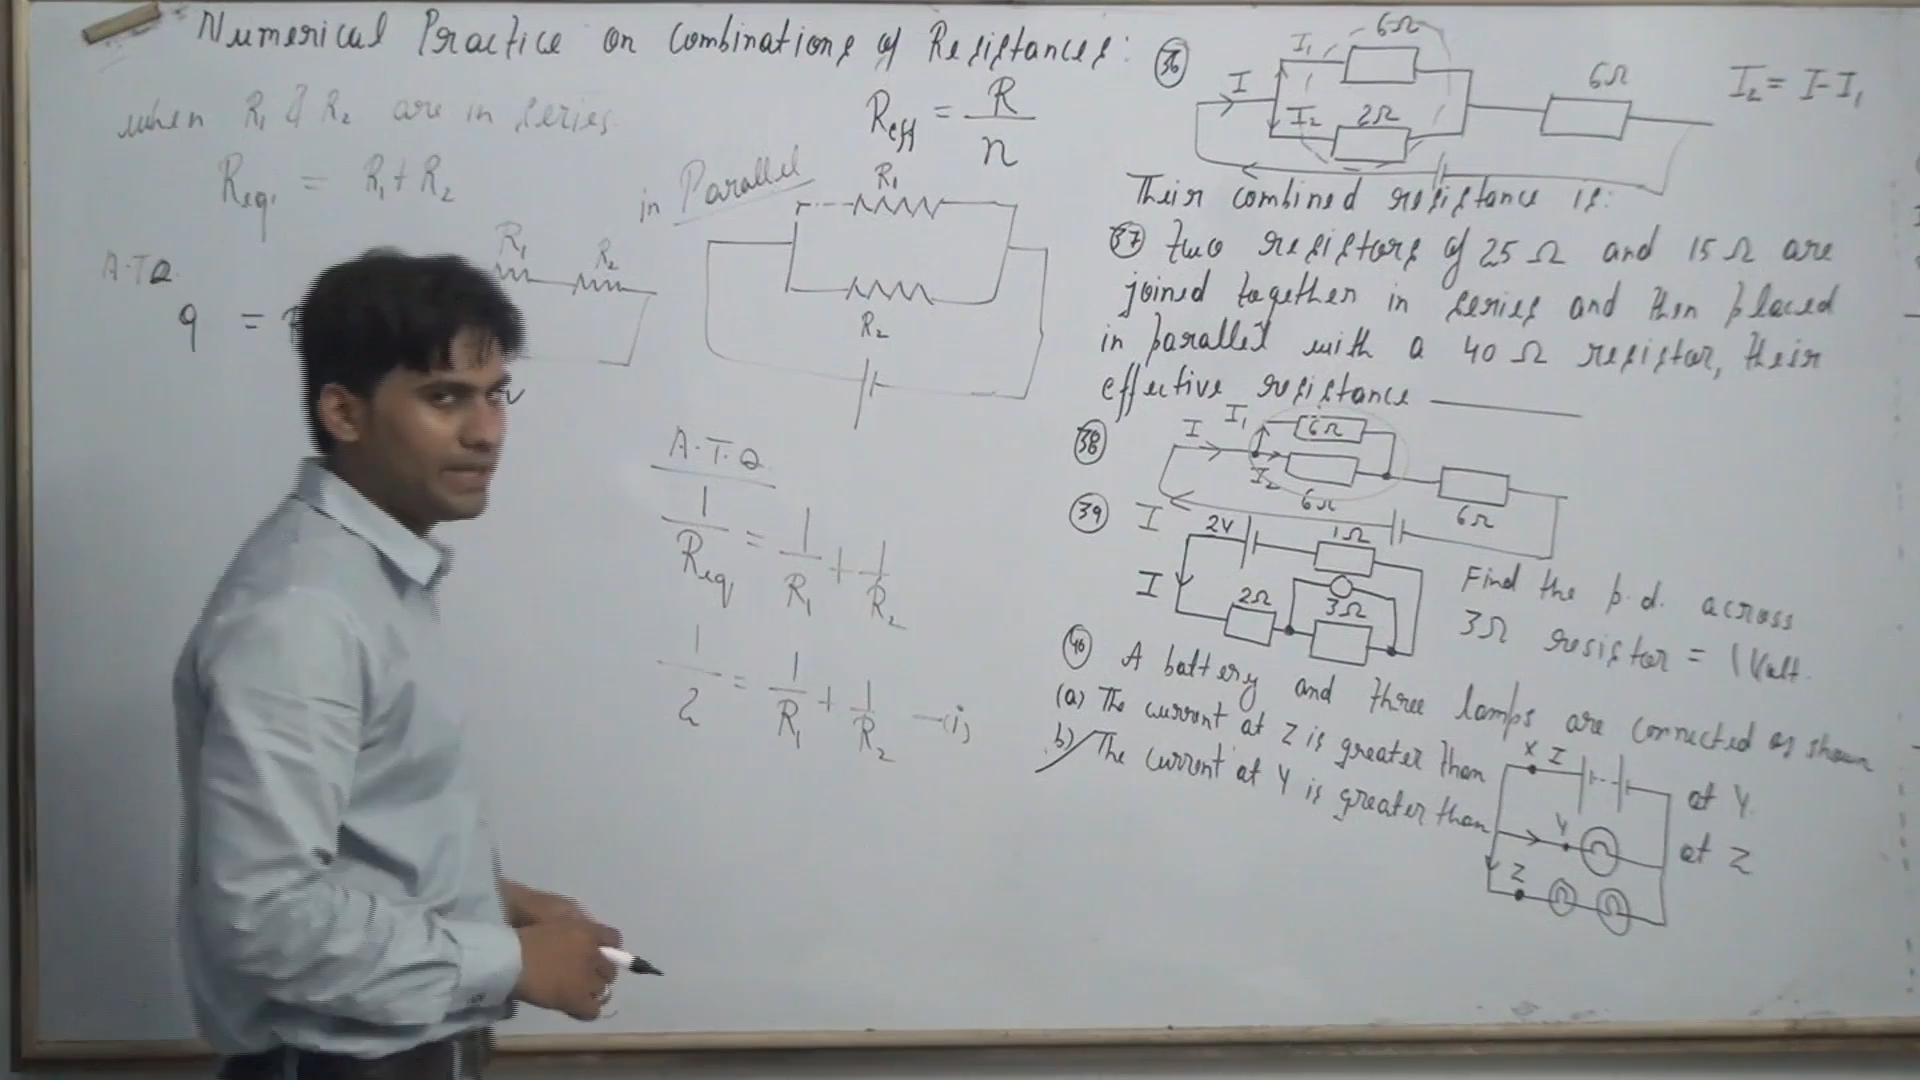 Numerical Practice on Combinations of Resistances:
when R₁ & R₂ are in series
Req. = R₁ + R₂
A.T.Q.
9 =
R₁ R₂
Reff = R/n
in Parallel
R₁
R₂
A.T.Q
1/Req = 1/R₁ + 1/R₂
1/2 = 1/R₁ + 1/R₂ —(i)
36
I I₁ 6Ω
I₂ 2Ω
6Ω
I₂ = I-I₁
Their combined resistance is:
37 two resistors of 25 Ω and 15 Ω are
joined together in series and then placed
in parallel with a 40 Ω resistor, their
effective resistance
38
I I₁ 6Ω
I₂ 6Ω
6Ω
39
I
2V 1Ω
I
2Ω 3Ω
Find the p.d. across
3Ω resistor = 1 Volt.
40 A battery and three lamps are connected as shown
(a) The current at Z is greater than at Y.
b) The current at Y is greater than at Z
X I
Y
Z